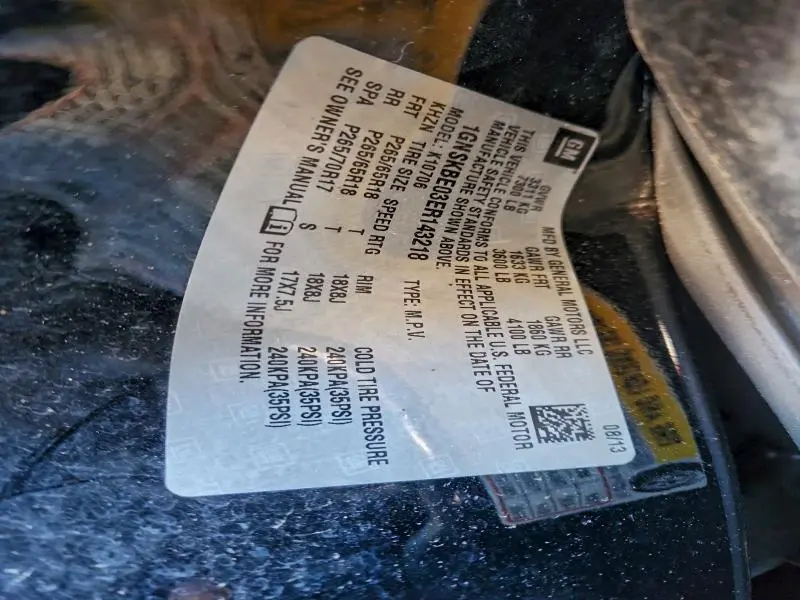 GM
08/13
MFD BY GENERAL MOTORS LLC
GVWR GAWR FRT GAWR RR
3311 KG 1633 KG 1860 KG
7300 LB 3600 LB 4100 LB
THIS VEHICLE CONFORMS TO ALL APPLICABLE U.S. FEDERAL MOTOR
VEHICLE SAFETY STANDARDS IN EFFECT ON THE DATE OF
MANUFACTURE SHOWN ABOVE.
1GNSKBE03ER143218 TYPE: M.P.V.
MODEL: K10706
KHZN TIRE SIZE SPEED RTG RIM COLD TIRE PRESSURE
FRT P265/65R18 T 18X8J 240KPA(35PSI)
RR P265/65R18 T 18X8J 240KPA(35PSI)
SPA P265/70R17 S 17X7.5J 240KPA(35PSI)
SEE OWNER'S MANUAL FOR MORE INFORMATION.